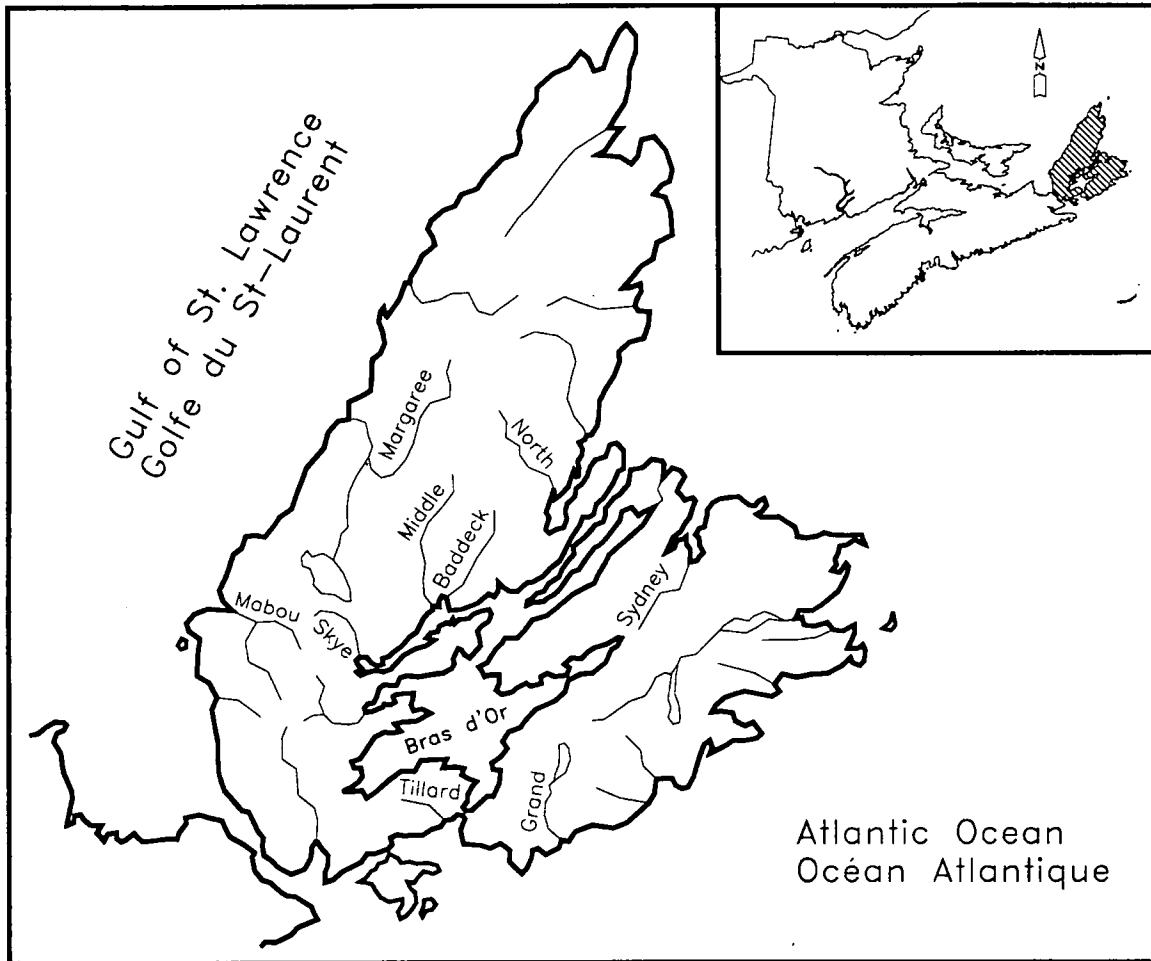 Gulf of St. Lawrence
Golfe du St-Laurent
N
Margaree
North
Middle
Baddeck
Sydney
Mabou
Skye
Bras d'Or
Tillard
Grand
Atlantic Ocean
Océan Atlantique